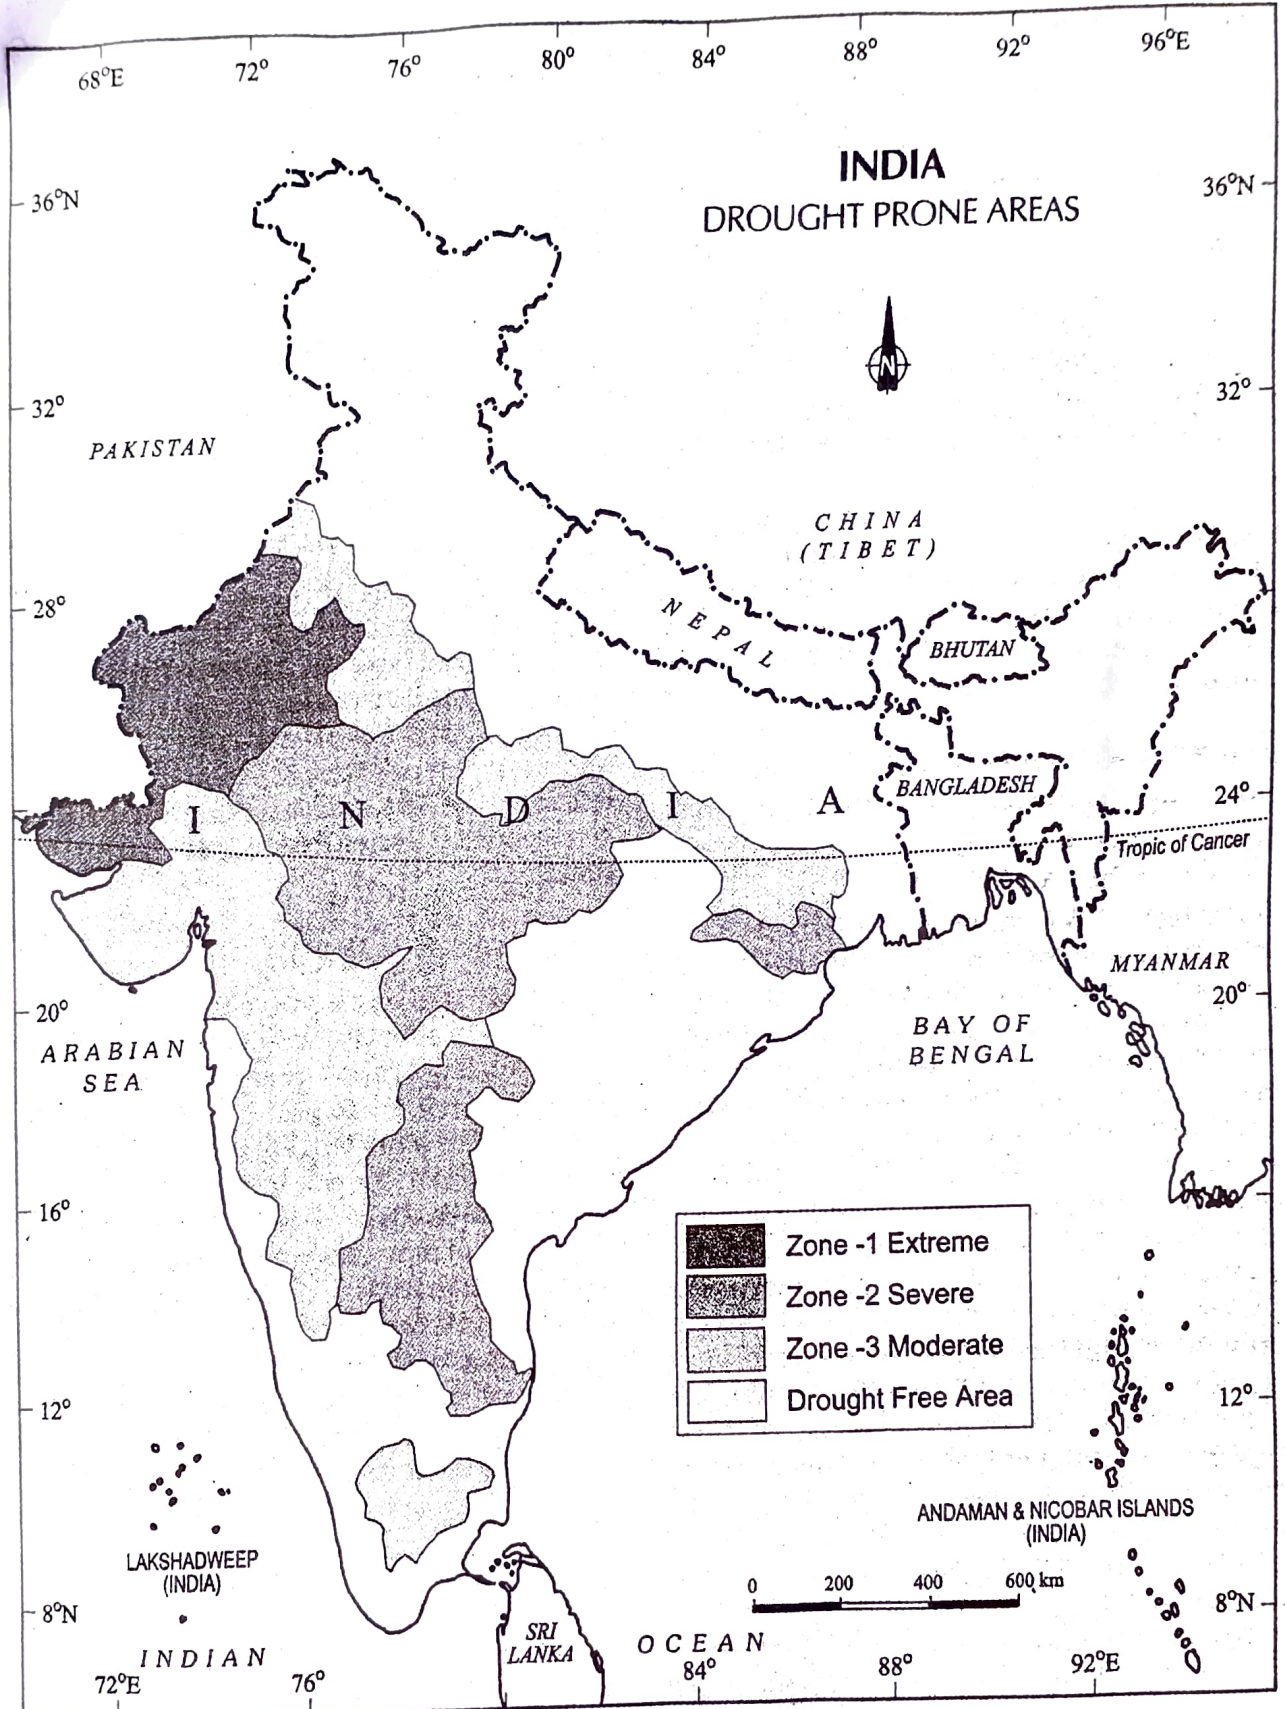 68°E 72° 76° 80° 84° 88° 92° 96°E
INDIA
DROUGHT PRONE AREAS
36°N 36°N
N
32° 32°
PAKISTAN
CHINA
(TIBET)
28°
NEPAL
BHUTAN
BANGLADESH
24°
I N D I A
Tropic of Cancer
MYANMAR
20° 20°
ARABIAN
SEA
BAY OF
BENGAL
16°
Zone -1 Extreme
Zone -2 Severe
Zone -3 Moderate
Drought Free Area
12° 12°
ANDAMAN & NICOBAR ISLANDS
(INDIA)
LAKSHADWEEP
(INDIA)
0 200 400 600 km
8°N 8°N
SRI
LANKA
INDIAN OCEAN
72°E 76° 84° 88° 92°E